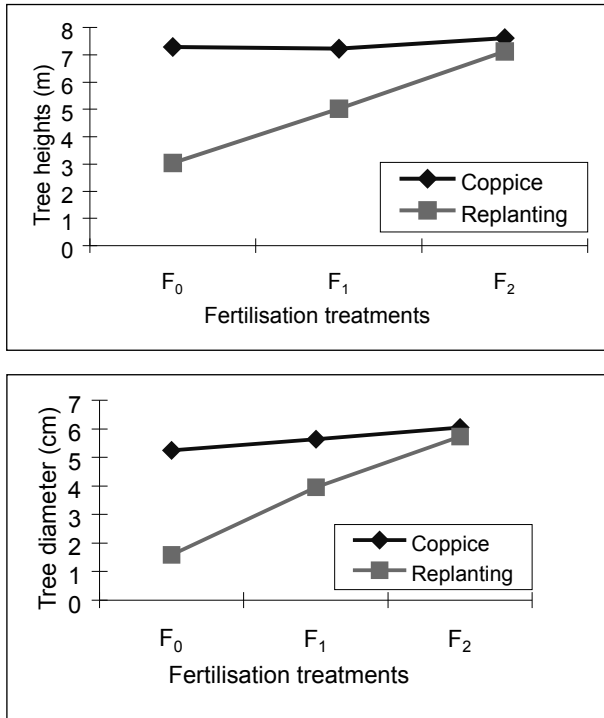 Tree heights (m)
8
7
6
5
4
3
2
1
0
Coppice
Replanting
F₀ F₁ F₂
Fertilisation treatments
Tree diameter (cm)
7
6
5
4
3
2
1
0
Coppice
Replanting
F₀ F₁ F₂
Fertilisation treatments